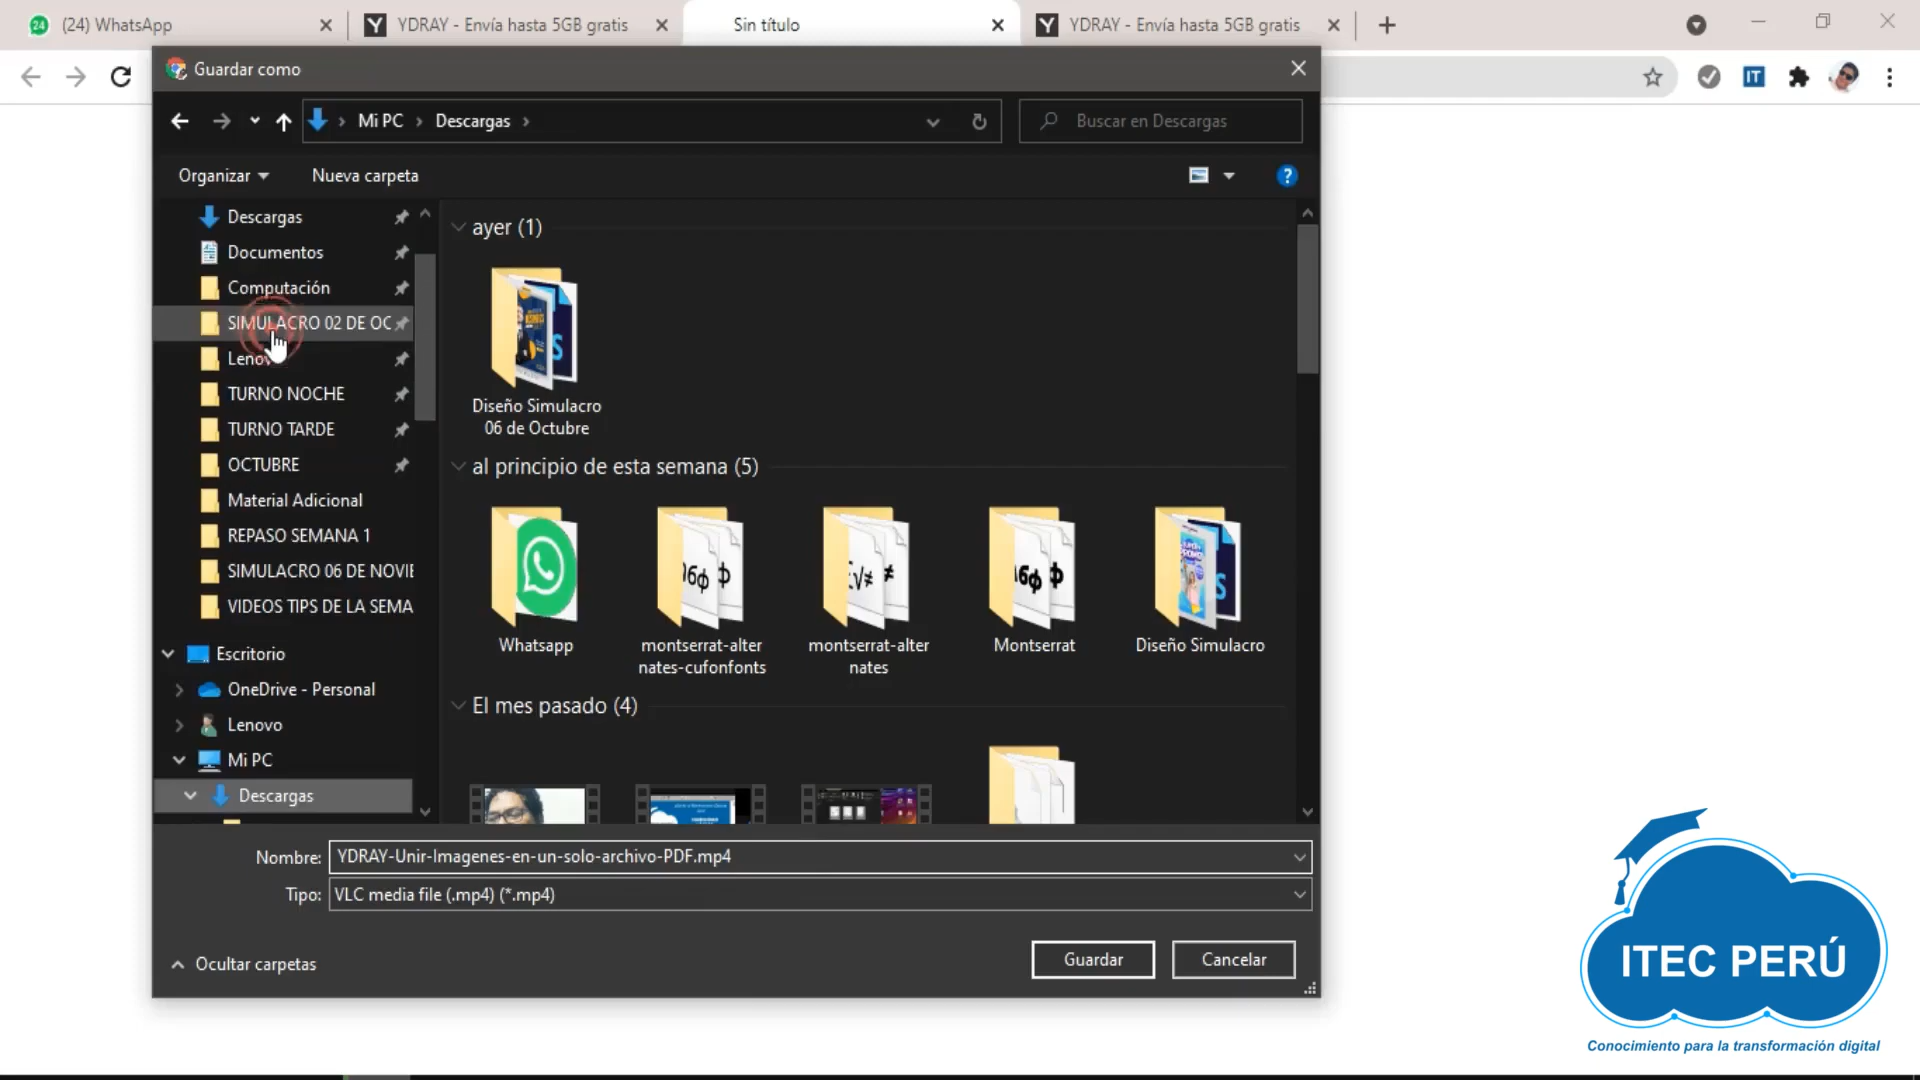 24
(24) WhatsApp
Y
YDRAY - Envía hasta 5GB gratis
Sin título
Y
YDRAY - Envía hasta 5GB gratis
IT
Guardar como
Mi PC
Descargas
Buscar en Descargas
Organizar
Nueva carpeta
?
Descargas
Documentos
Computación
SIMULACRO 02 DE OC
TURNO NOCHE
TURNO TARDE
OCTUBRE
Material Adicional
REPASO SEMANA 1
SIMULACRO 06 DE NOVIE
VIDEOS TIPS DE LA SEMA
Escritorio
OneDrive - Personal
Lenovo
Mi PC
Descargas
ayer (1)
Diseño Simulacro
06 de Octubre
al principio de esta semana (5)
Whatsapp
montserrat-alter
nates-cufonfonts
montserrat-alter
nates
Montserrat
Diseño Simulacro
El mes pasado (4)
Nombre: YDRAY-Unir-Imagenes-en-un-solo-archivo-PDF.mp4
Tipo: VLC media file (.mp4) (*.mp4)
Ocultar carpetas
Guardar
Cancelar
ITEC PERÚ
Conocimiento para la transformación digital